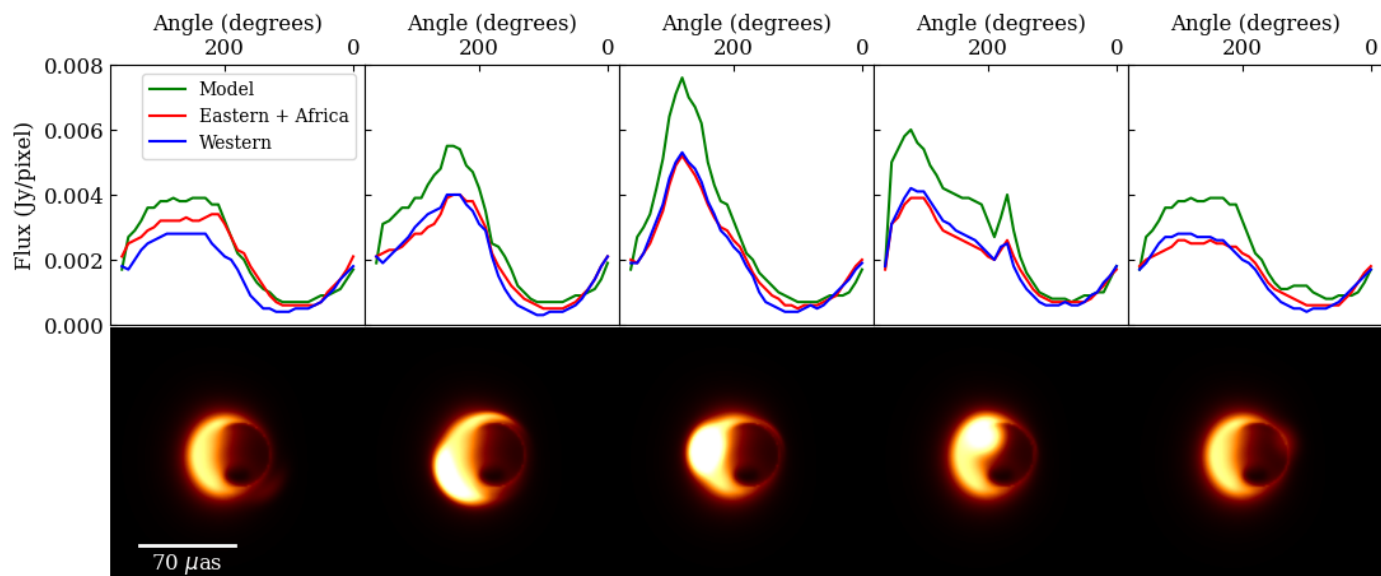 Angle (degrees) Angle (degrees) Angle (degrees) Angle (degrees) Angle (degrees)
200 0 200 0 200 0 200 0 200 0
0.008
0.006
0.004
0.002
0.000
Flux (Jy/pixel)
Model
Eastern + Africa
Western
70 μas